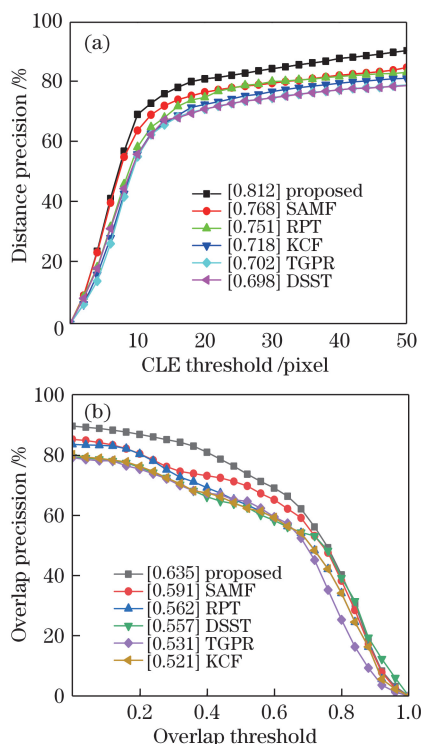 (a)
100
80
60
40
20
0
Distance precision /%
[0.812] proposed
[0.768] SAMF
[0.751] RPT
[0.718] KCF
[0.702] TGPR
[0.698] DSST
10 20 30 40 50
CLE threshold /pixel
(b)
100
80
60
40
20
0
Overlap precission /%
[0.635] proposed
[0.591] SAMF
[0.562] RPT
[0.557] DSST
[0.531] TGPR
[0.521] KCF
0.2 0.4 0.6 0.8 1.0
Overlap threshold